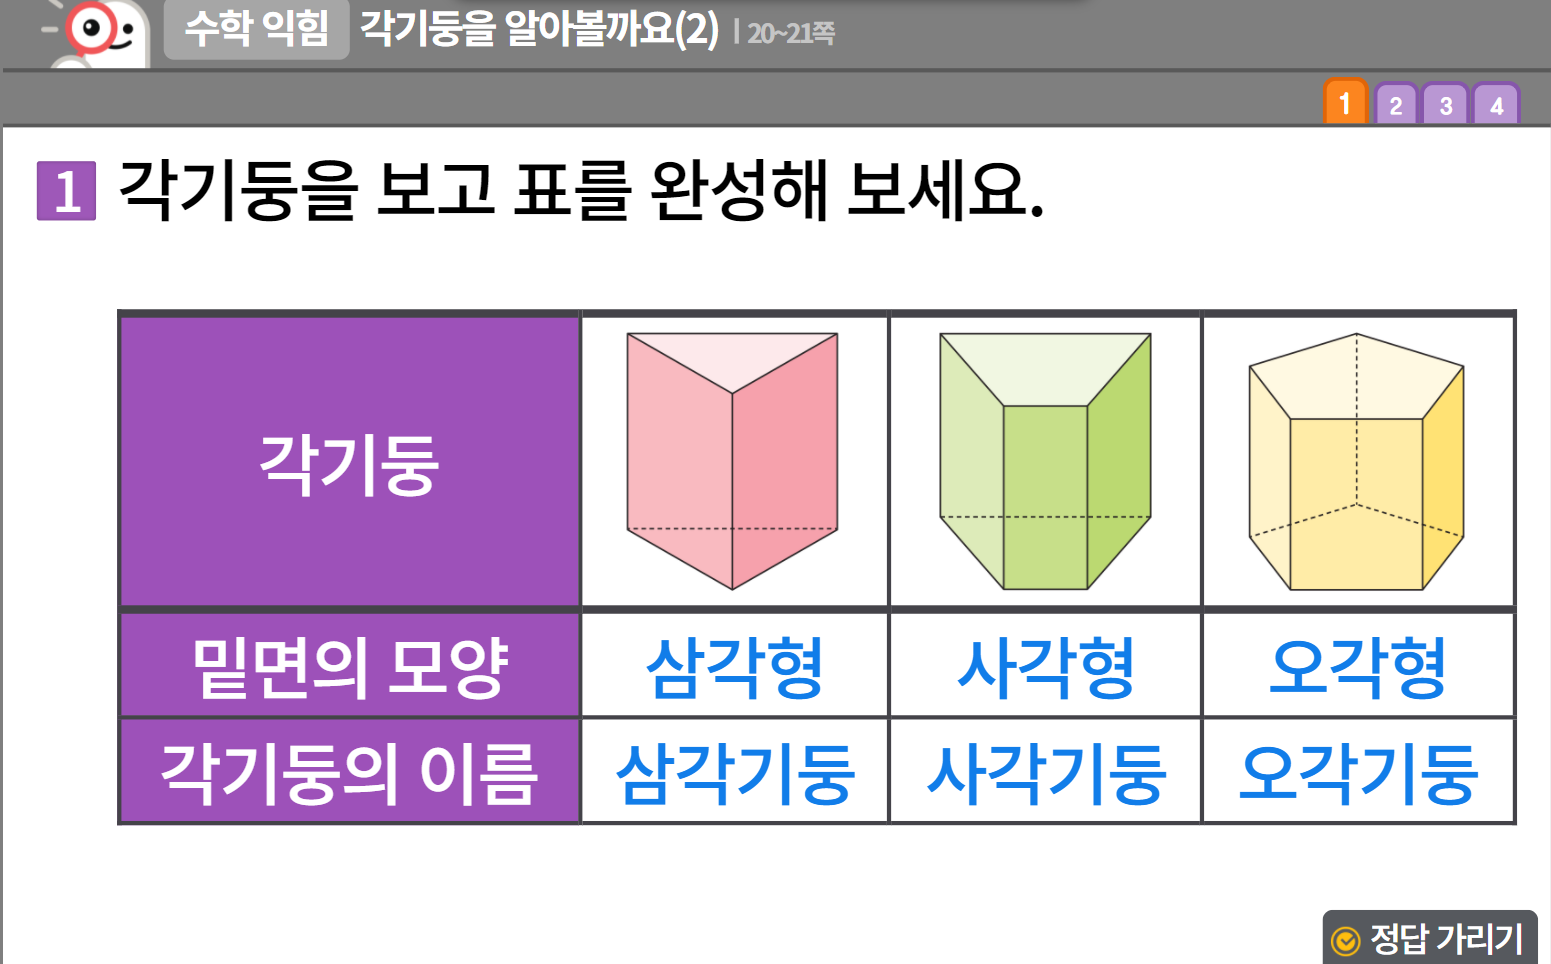 수학 익힘 각기둥을 알아볼까요(2) | 20~21쪽
1 2 3 4
1 각기둥을 보고 표를 완성해 보세요.
각기둥
밑면의 모양 삼각형 사각형 오각형
각기둥의 이름 삼각기둥 사각기둥 오각기둥
정답 가리기